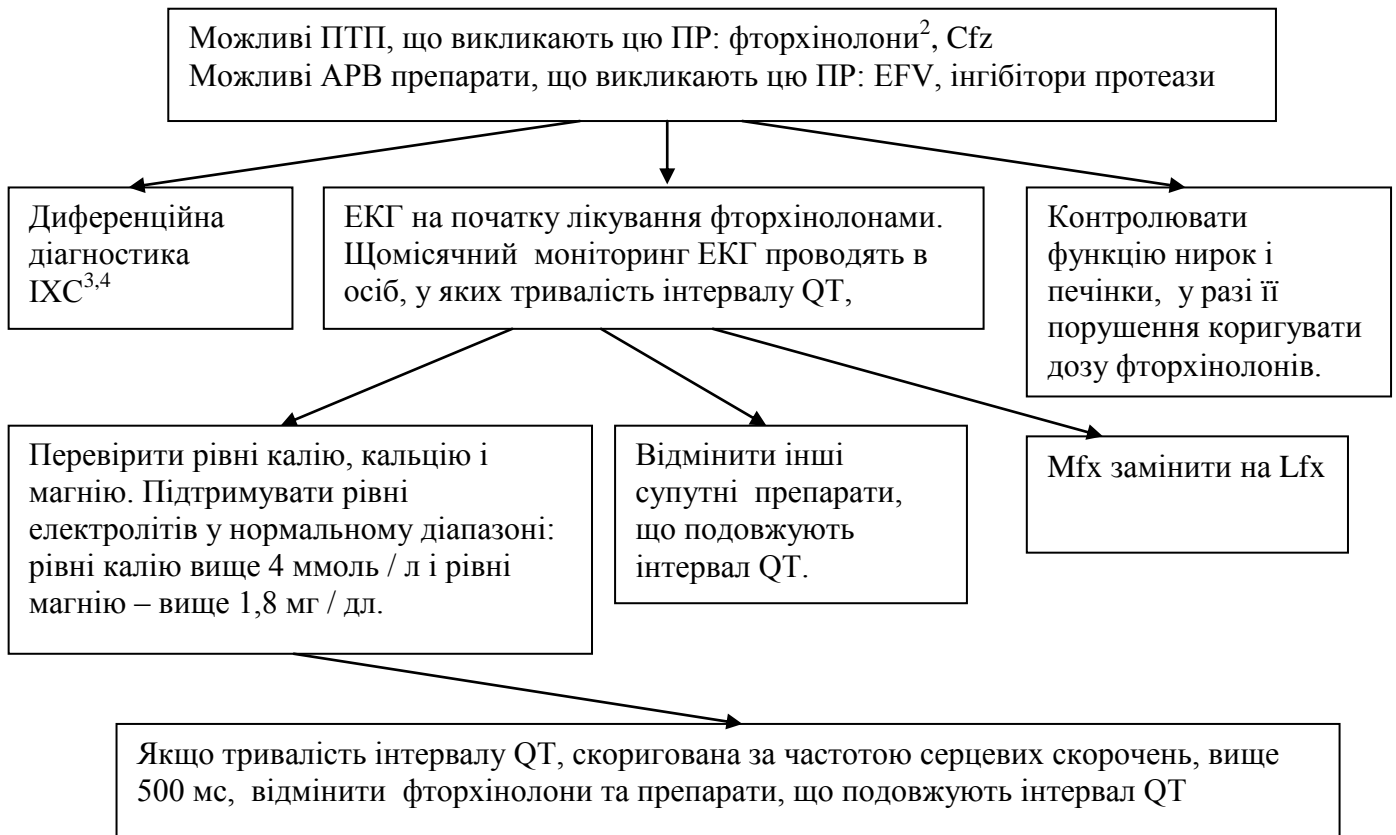 Можливі ПТП, що викликають цю ПР: фторхінолони², Cfz
Можливі АРВ препарати, що викликають цю ПР: EFV, інгібітори протеази
Диференційна
діагностика
ІХС³,⁴
ЕКГ на початку лікування фторхінолонами.
Щомісячний моніторинг ЕКГ проводять в
осіб, у яких тривалість інтервалу QT,
Контролювати
функцію нирок і
печінки, у разі її
порушення коригувати
дозу фторхінолонів.
Перевірити рівні калію, кальцію і
магнію. Підтримувати рівні
електролітів у нормальному діапазоні:
рівні калію вище 4 ммоль / л і рівні
магнію – вище 1,8 мг / дл.
Відмінити інші
супутні препарати,
що подовжують
інтервал QT.
Mfx замінити на Lfx
Якщо тривалість інтервалу QT, скоригована за частотою серцевих скорочень, вище
500 мс, відмінити фторхінолони та препарати, що подовжують інтервал QT